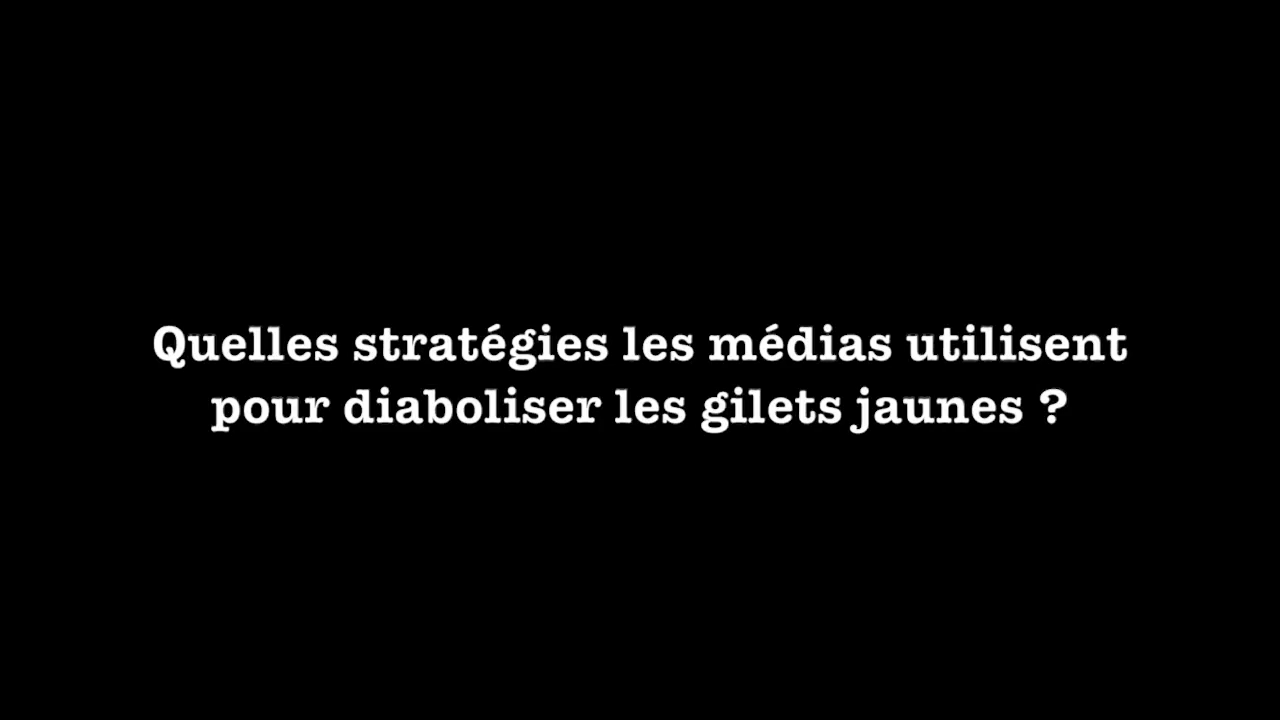 Quelles stratégies les médias utilisent
pour diaboliser les gilets jaunes ?